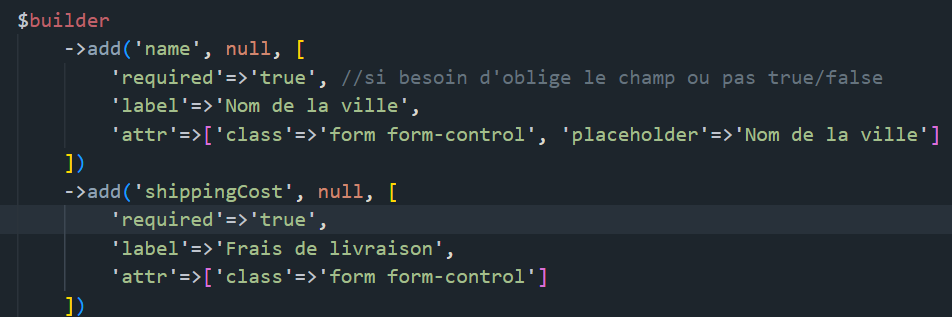 $builder
->add('name', null, [
'required'=>'true', //si besoin d'oblige le champ ou pas true/false
'label'=>'Nom de la ville',
'attr'=>['class'=>'form form-control', 'placeholder'=>'Nom de la ville']
])
->add('shippingCost', null, [
'required'=>'true',
'label'=>'Frais de livraison',
'attr'=>['class'=>'form form-control']
])